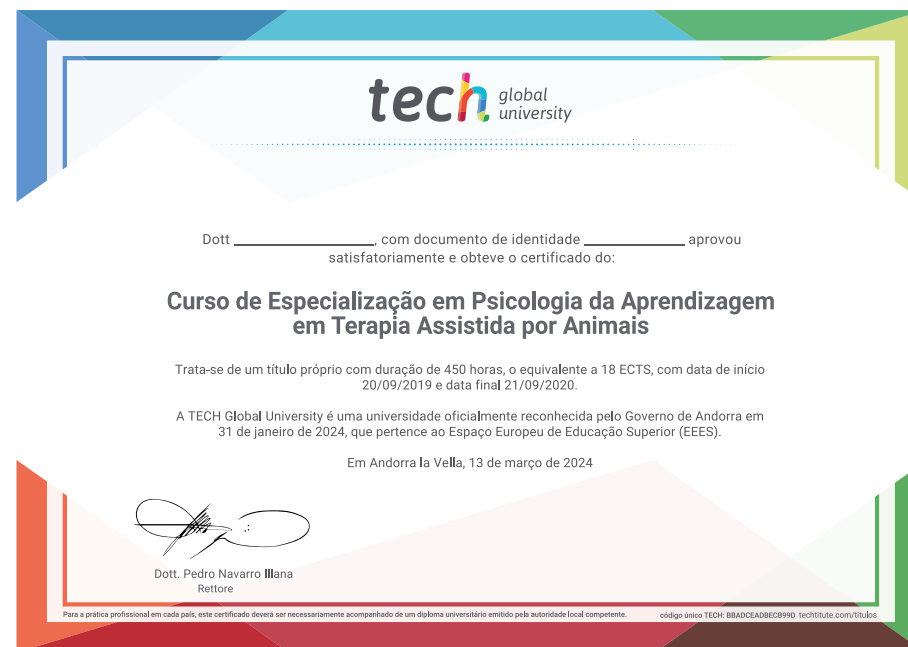 tech global university
Dott ______________, com documento de identidade ____________ aprovou
satisfatoriamente e obteve o certificado do:
Curso de Especialização em Psicologia da Aprendizagem
em Terapia Assistida por Animais
Trata-se de um título próprio com duração de 450 horas, o equivalente a 18 ECTS, com data de início
20/09/2019 e data final 21/09/2020.
A TECH Global University é uma universidade oficialmente reconhecida pelo Governo de Andorra em
31 de janeiro de 2024, que pertence ao Espaço Europeu de Educação Superior (EEES).
Em Andorra la Vella, 13 de março de 2024
Dott. Pedro Navarro Illana
Rettore
Para a prática profissional em cada país, este certificado deverá ser necessariamente acompanhado de um diploma universitário emitido pela autoridade local competente.
código único TECH: BBADCEADBECB99D techtitute.com/titulos